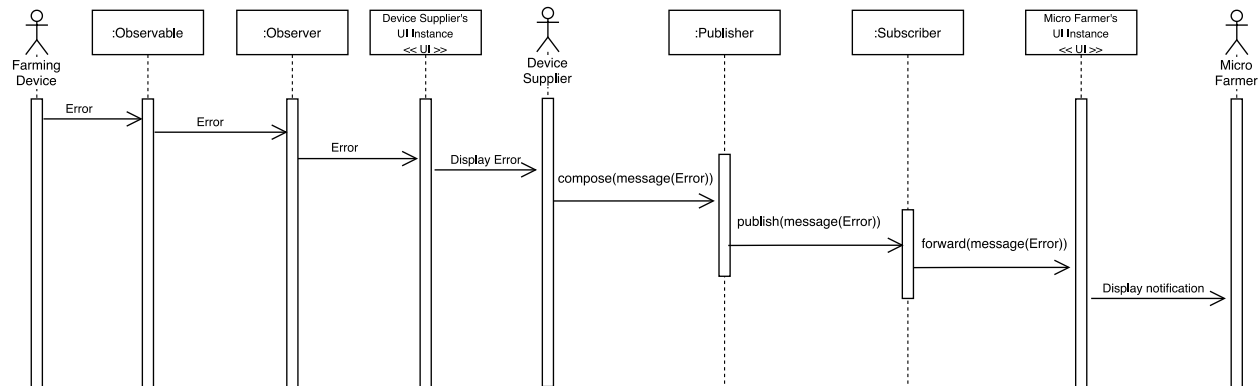 Farming
Device
:Observable
:Observer
Device Supplier's
UI Instance
<< UI >>
Device
Supplier
:Publisher
:Subscriber
Micro Farmer's
UI Instance
<< UI >>
Micro
Farmer
Error
Error
Error
Display Error
compose(message(Error))
publish(message(Error))
forward(message(Error))
Display notification